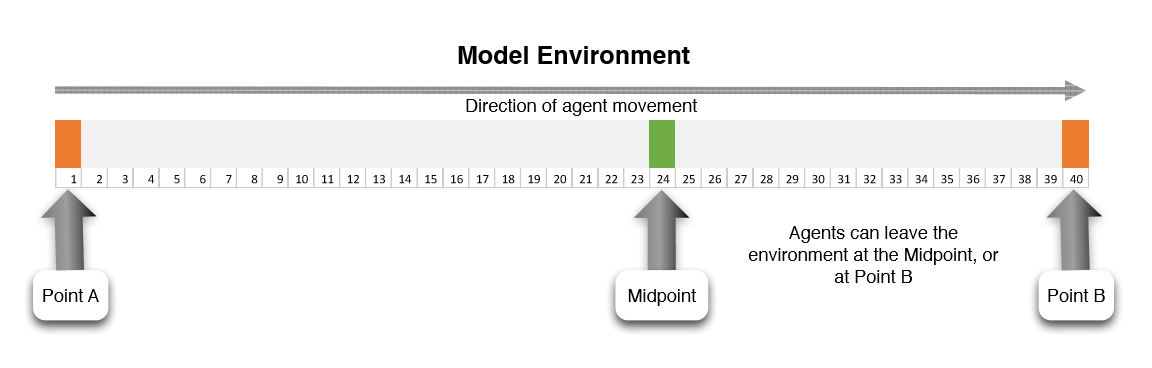 Model Environment
Direction of agent movement
1 2 3 4 5 6 7 8 9 10 11 12 13 14 15 16 17 18 19 20 21 22 23 24 25 26 27 28 29 30 31 32 33 34 35 36 37 38 39 40
Agents can leave the
environment at the Midpoint, or
at Point B
Point A
Midpoint
Point B